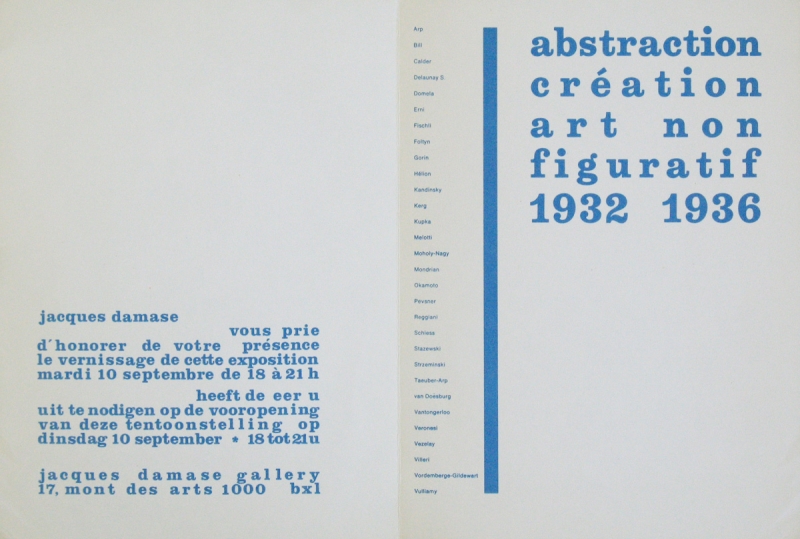 jacques damase
vous prie
d'honorer de votre présence
le vernissage de cette exposition
mardi 10 septembre de 18 à 21 h
heeft de eer u
uit te nodigen op de vooropening
van deze tentoonstelling op
dinsdag 10 september * 18 tot 21 u
jacques damase gallery
17, mont des arts 1000 bxl
Arp
Bill
Calder
Delaunay S.
Domela
Erni
Fischli
Foltyn
Gorin
Hélion
Kandinsky
Kerg
Kupka
Melotti
Moholy-Nagy
Mondrian
Okamoto
Pevsner
Reggiani
Schiess
Stazewski
Strzeminski
Taeuber-Arp
van Doesburg
Vantongerloo
Veronesi
Vezelay
Villeri
Vordemberge-Gildewart
Vulliamy
abstraction
création
art non
figuratif
1932 1936